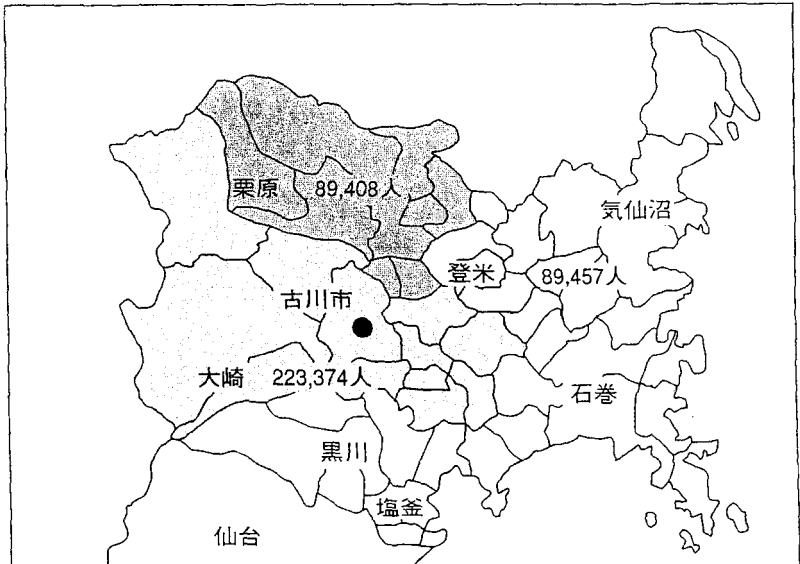 栗原 89,408人
気仙沼
登米 89,457人
古川市
大崎 223,374人
石巻
黒川
塩釜
仙台